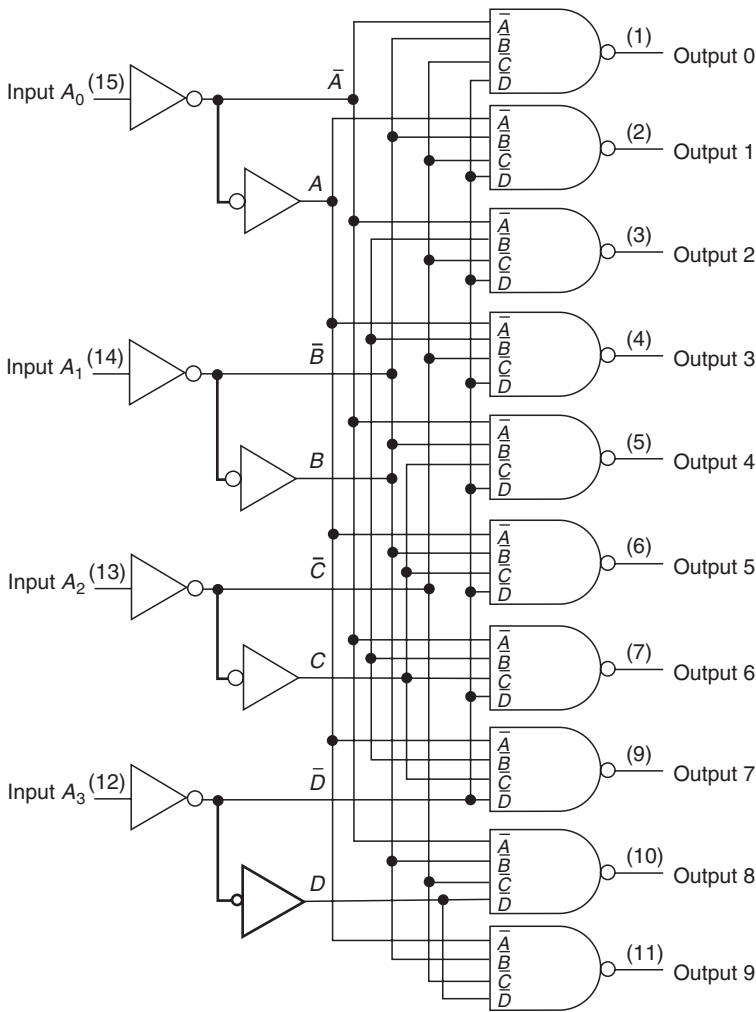 Input A₀ (15)
A̅
A
Input A₁ (14)
B̅
B
Input A₂ (13)
C̅
C
Input A₃ (12)
D̅
D
A̅
B̅
C̅
D̅
(1) Output 0
A̅
B̅
C̅
D̅
(2) Output 1
A̅
B̅
C̅
D̅
(3) Output 2
A̅
B̅
C̅
D̅
(4) Output 3
A̅
B̅
C̅
D̅
(5) Output 4
A̅
B̅
C̅
D̅
(6) Output 5
A̅
B̅
C̅
D̅
(7) Output 6
A̅
B̅
C̅
D̅
(9) Output 7
A̅
B̅
C̅
D̅
(10) Output 8
A̅
B̅
C̅
D̅
(11) Output 9